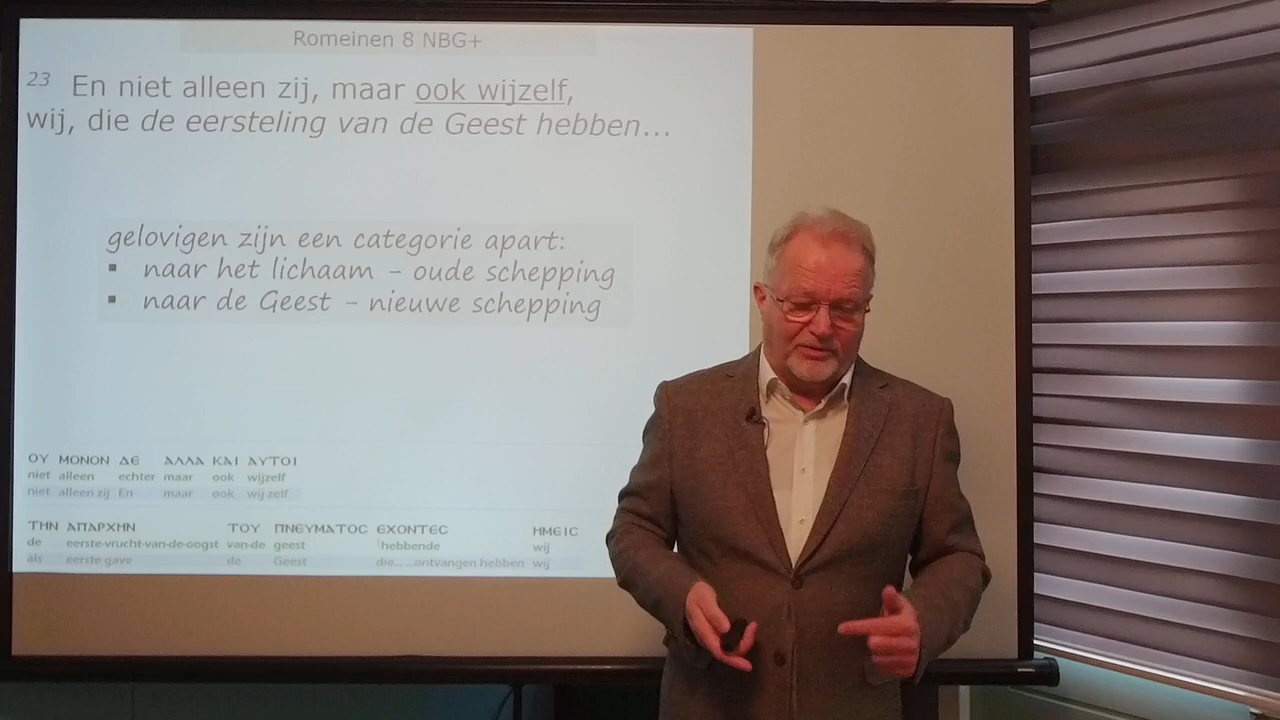 Romeinen 8 NBG+
23 En niet alleen zij, maar ook wijzelf,
wij, die de eersteling van de Geest hebben...
gelovigen zijn een categorie apart:
▪ naar het lichaam – oude schepping
▪ naar de Geest – nieuwe schepping
ΟΥ ΜΟΝΟΝ ΔΕ ΑΛΛΑ ΚΑΙ ΑΥΤΟΙ
niet alleen echter maar ook wijzelf
niet alleen zij En maar ook wij zelf
ΤΗΝ ΑΠΑΡΧΗΝ ΤΟΥ ΠΝΕΥΜΑΤΟϹ ΕΧΟΝΤΕϹ ΗΜΕΙϹ
de eerste-vrucht-van-de-oogst van-de geest 'hebbende wij
als eerste gave de Geest die... ...ontvangen hebben wij